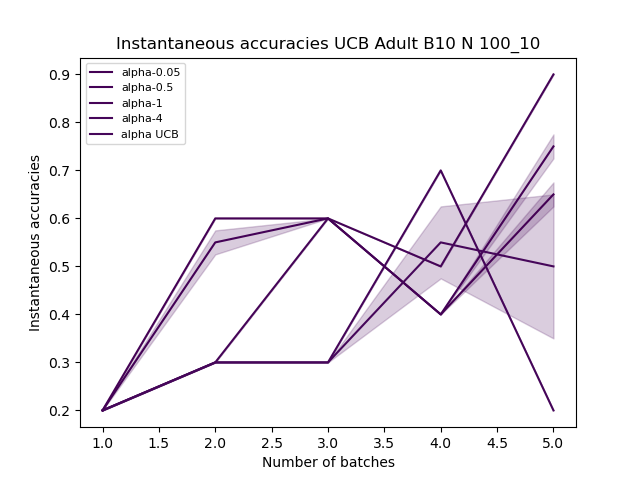 Instantaneous accuracies UCB Adult B10 N 100_10
alpha-0.05
alpha-0.5
alpha-1
alpha-4
alpha UCB
Instantaneous accuracies
0.9
0.8
0.7
0.6
0.5
0.4
0.3
0.2
1.0 1.5 2.0 2.5 3.0 3.5 4.0 4.5 5.0
Number of batches